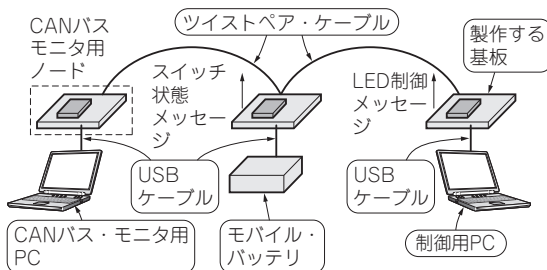 CANバス
モニタ用
ノード
ツイストペア・ケーブル
製作する
基板
スイッチ
状態
メッセー
ジ
LED制御
メッセー
ジ
USB
ケーブル
USB
ケーブル
CANバス・モニタ用
PC
モバイル・
バッテリ
制御用PC